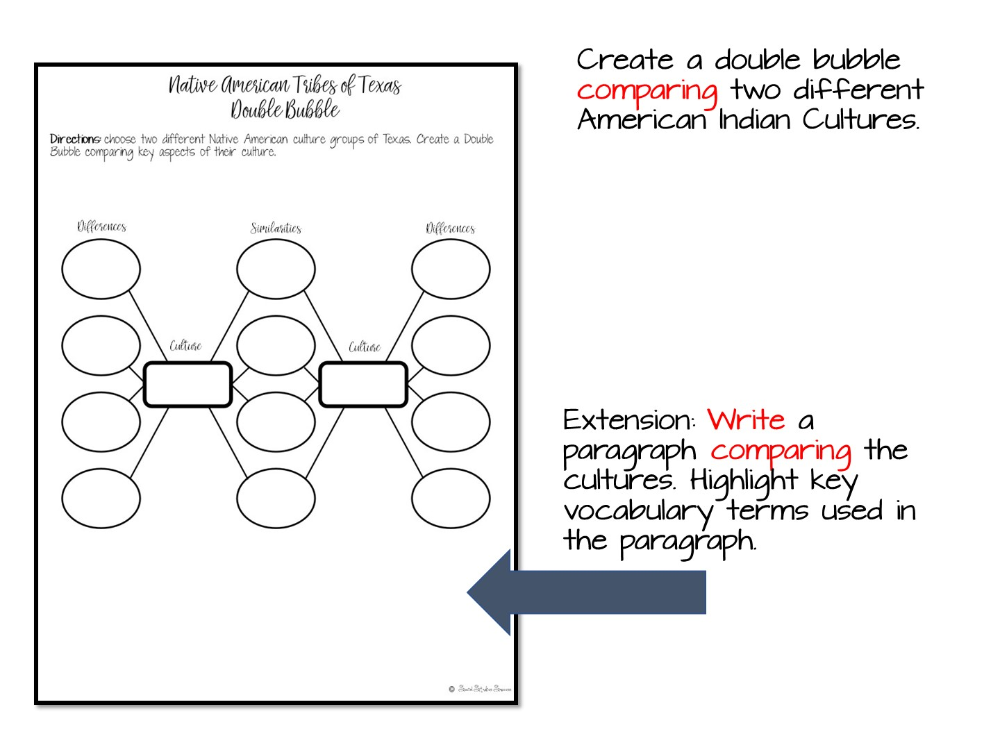 Native American Tribes of Texas
Double Bubble
Directions: choose two different Native American culture groups of Texas. Create a Double
Bubble comparing key aspects of their culture.
Differences
Similarities
Differences
Culture
Culture
©
Create a double bubble
comparing two different
American Indian Cultures.
Extension: Write a
paragraph comparing the
cultures. Highlight key
vocabulary terms used in
the paragraph.